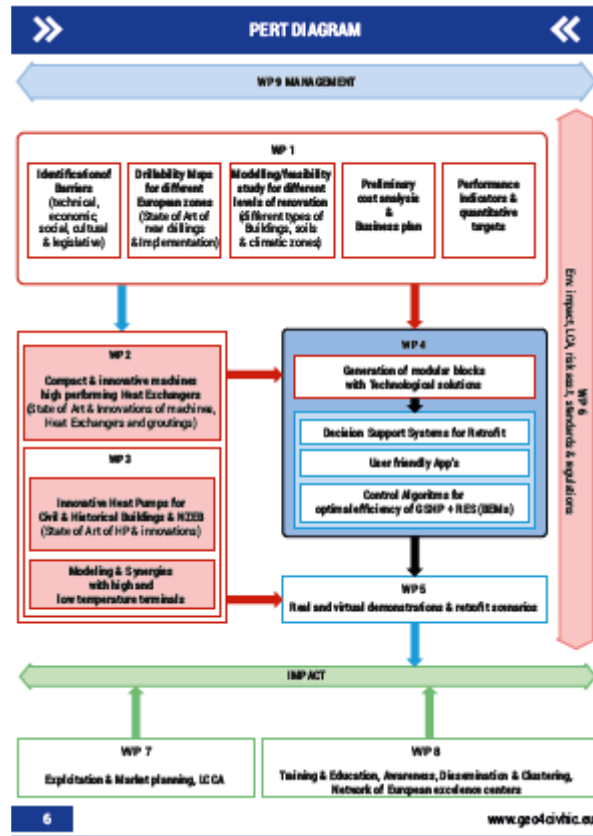 PERT DIAGRAM
WP 9 MANAGEMENT
WP 1
Identification of
Barriers
(technical,
economic,
social, cultural
& legislative)
Drillability Maps
for different
European zones
(State of Art of
new drillings
& Implementation)
Modelling/feasibility
study for different
levels of renovation
(different types of
Buildings, soils
& climatic zones)
Preliminary
cost analysis
&
Business plan
Performance
indicators &
quantitative
targets
WP 6
Env. impact, LCA, risk asst., standards & regulations
WP 2
Compact & innovative machines
high performing Heat Exchangers
(State of Art & Innovations of machines,
Heat Exchangers and groutings)
WP 3
Innovative Heat Pumps for
Civil & Historical Buildings & NZEB
(State of Art of HP & innovations)
Modeling & Synergies
with high and
low temperature terminals
WP 4
Generation of modular blocks
with Technological solutions
Decision Support Systems for Retrofit
User friendly App's
Control Algoritms for
optimal efficiency of GSHP + RES (BEMs)
WP 5
Real and virtual demonstrations & retrofit scenarios
IMPACT
WP 7
Exploitation & Market planning, LCCA
WP 8
Training & Education, Awareness, Dissemination & Clustering,
Network of European excelence centers
6
www.geo4civhic.eu